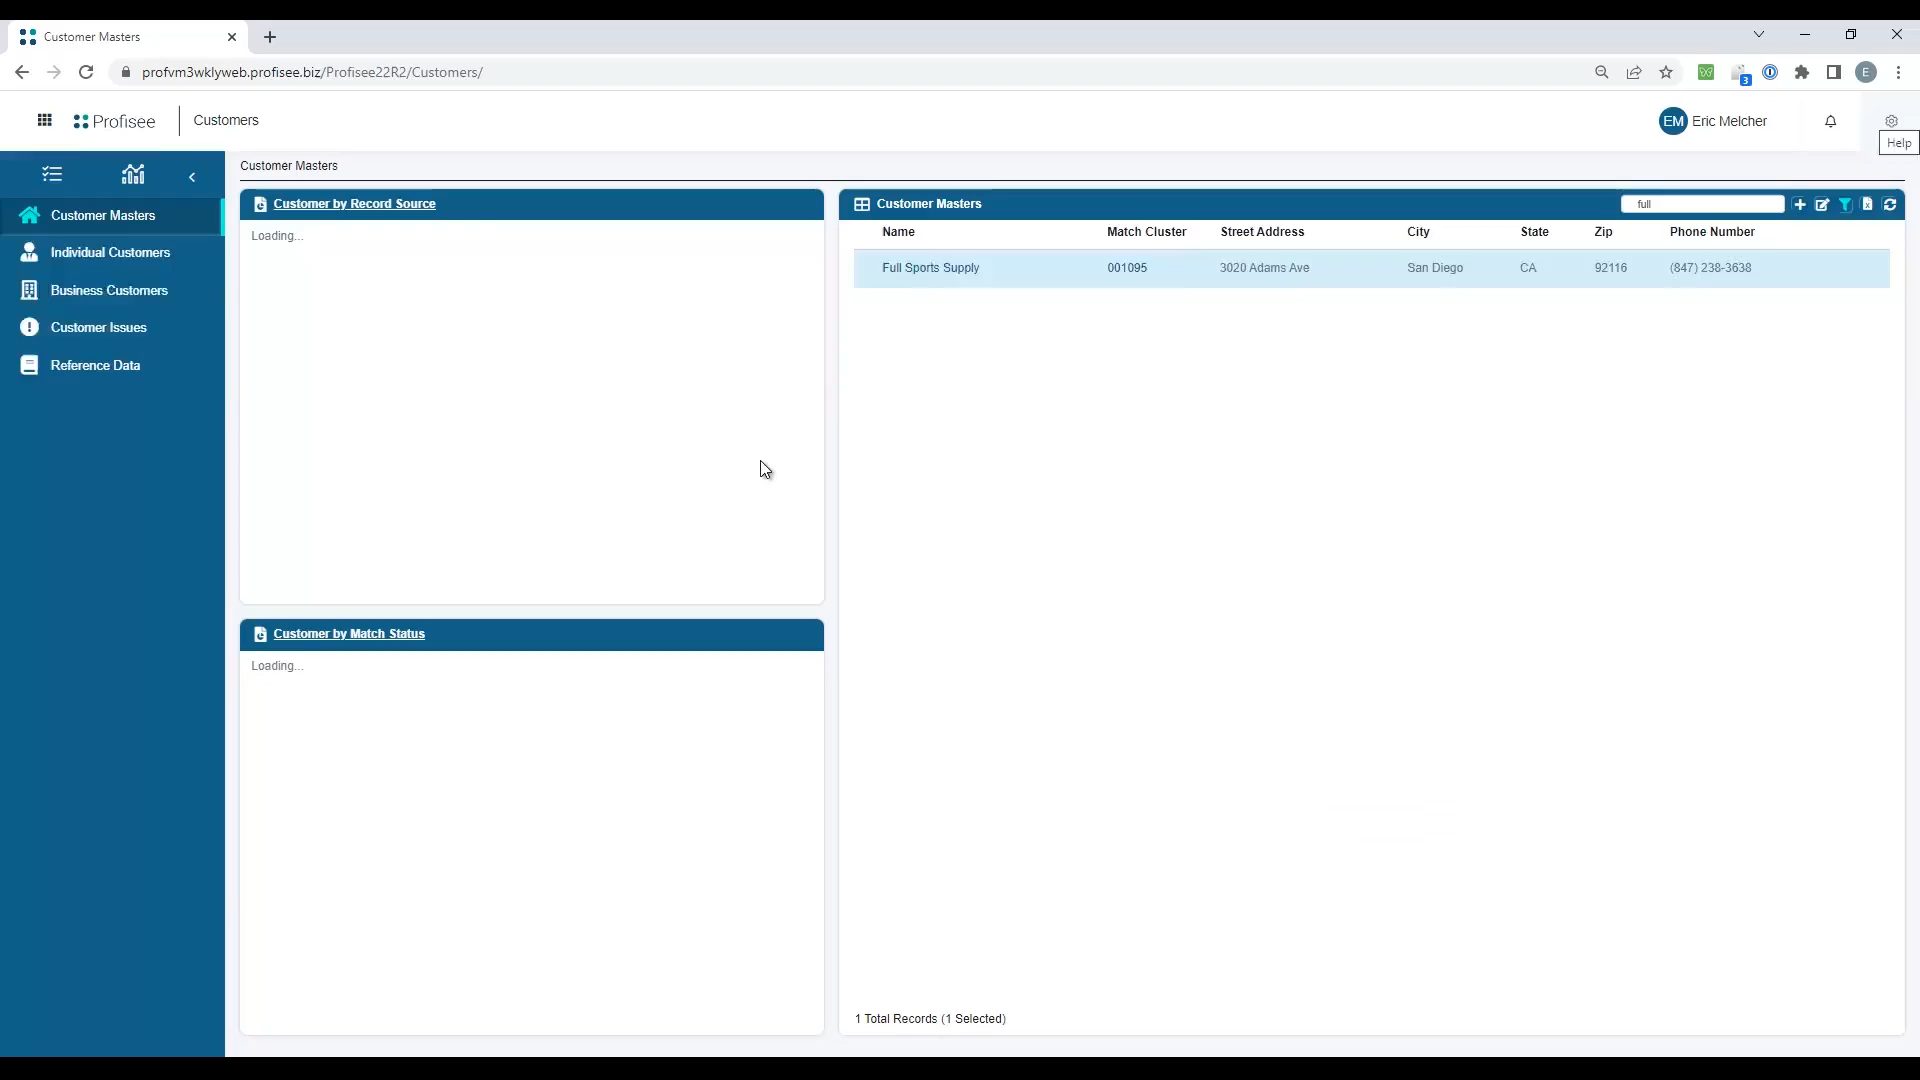 Customer Masters
profvm3wklyweb.profisee.biz/Profisee22R2/Customers/
3
E
Profisee
Customers
EM Eric Melcher
Help
Customer Masters
Individual Customers
Business Customers
Customer Issues
Reference Data
Customer Masters
Customer by Record Source
Loading...
Customer by Match Status
Loading...
Customer Masters
full
Name Match Cluster Street Address City State Zip Phone Number
Full Sports Supply 001095 3020 Adams Ave San Diego CA 92116 (847) 238-3638
1 Total Records (1 Selected)